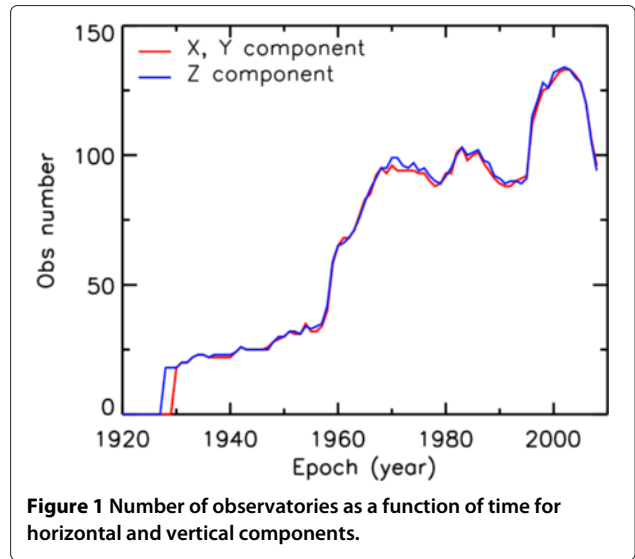 150
X, Y component
Z component
100
50
0
Obs number
1920 1940 1960 1980 2000
Epoch (year)
Figure 1 Number of observatories as a function of time for
horizontal and vertical components.